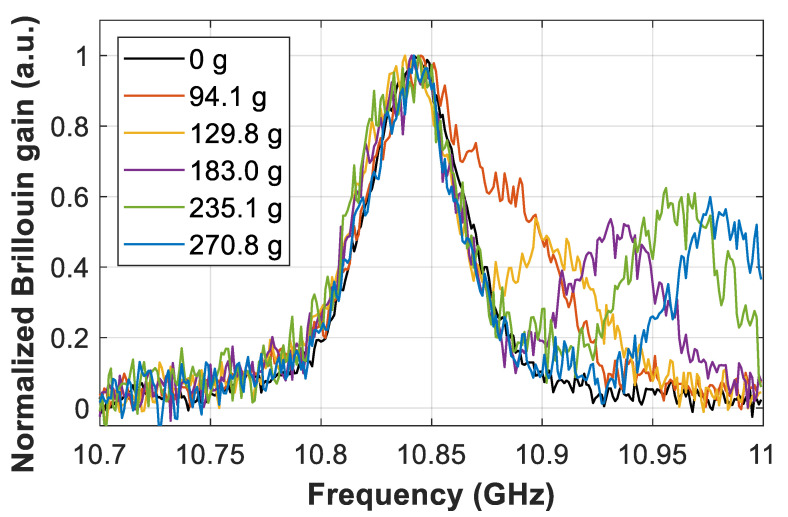 Normalized Brillouin gain (a.u.)
1
0.8
0.6
0.4
0.2
0
0 g
94.1 g
129.8 g
183.0 g
235.1 g
270.8 g
10.7 10.75 10.8 10.85 10.9 10.95 11
Frequency (GHz)